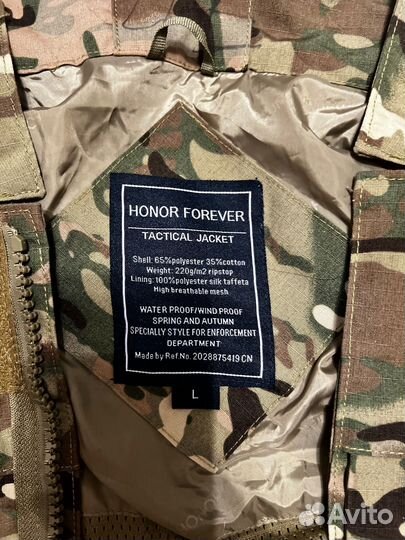 HONOR FOREVER
TACTICAL JACKET
Shell: 65%polyester 35%cotton
Weight: 220g/m2 ripstop
Lining: 100%polyester silk taffeta
High breathable mesh
WATER PROOF/WIND PROOF
SPRING AND AUTUMN
SPECIALLY STYLE FOR ENFORCEMENT
DEPARTMENT
Made by Ref.No. 2028875419 CN
L
Avito